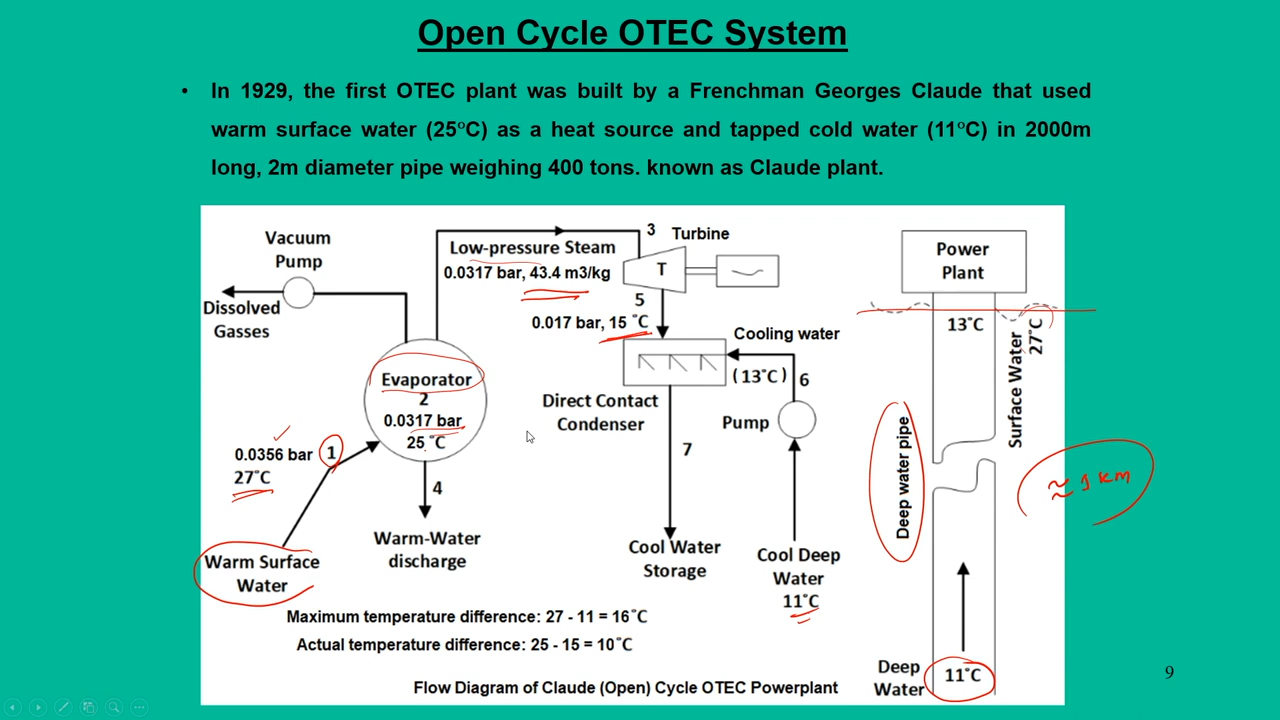 Open Cycle OTEC System
• In 1929, the first OTEC plant was built by a Frenchman Georges Claude that used
warm surface water (25°C) as a heat source and tapped cold water (11°C) in 2000m
long, 2m diameter pipe weighing 400 tons. known as Claude plant.
Vacuum
Pump
Dissolved
Gasses
Low-pressure Steam
0.0317 bar, 43.4 m3/kg
3
Turbine
T
5
0.017 bar, 15 °C
Evaporator
2
0.0317 bar
25 °C
0.0356 bar
27°C
1
4
Warm Surface
Water
Warm-Water
discharge
Cooling water
(13°C)
6
Direct Contact
Condenser
Pump
7
Cool Water
Storage
Cool Deep
Water
11°C
Power
Plant
13°C
Surface Water
27°C
Deep water pipe
≈ 1 KM
Deep
Water
11°C
Maximum temperature difference: 27 - 11 = 16°C
Actual temperature difference: 25 - 15 = 10°C
Flow Diagram of Claude (Open) Cycle OTEC Powerplant
9